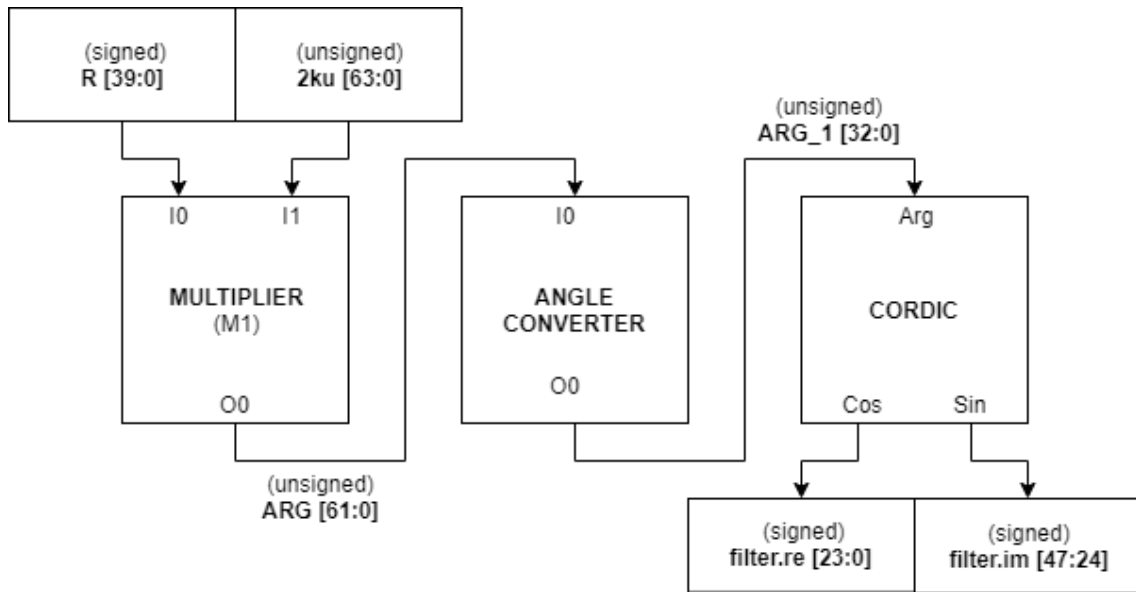 (signed)
R [39:0]
(unsigned)
2ku [63:0]
(unsigned)
ARG_1 [32:0]
I0
I1
MULTIPLIER
(M1)
O0
I0
ANGLE
CONVERTER
O0
Arg
CORDIC
Cos
Sin
(unsigned)
ARG [61:0]
(signed)
filter.re [23:0]
(signed)
filter.im [47:24]